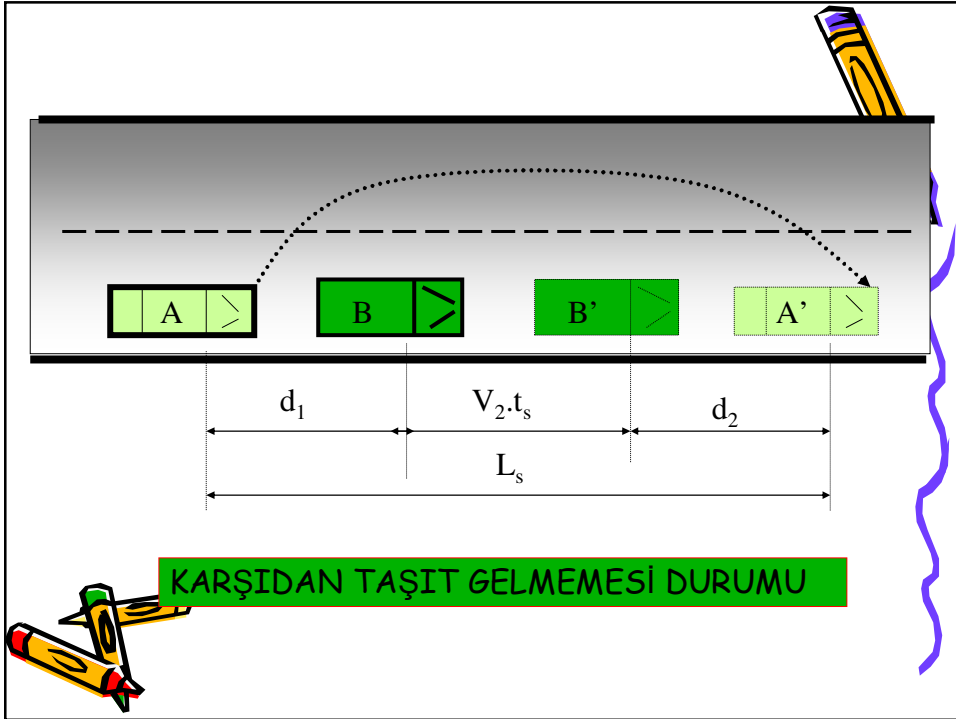 A B B’ A’
d₁ V₂.tₛ d₂
Lₛ
KARŞIDAN TAŞIT GELMEMESİ DURUMU